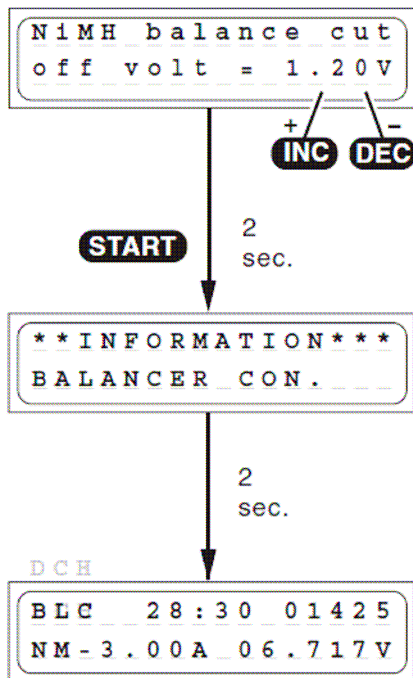 NiMH balance cut
off volt = 1.20V
+ -
INC DEC
START
2
sec.
**INFORMATION***
BALANCER CON.
2
sec.
DCH
BLC 28:30 01425
NM-3.00A 06.717V